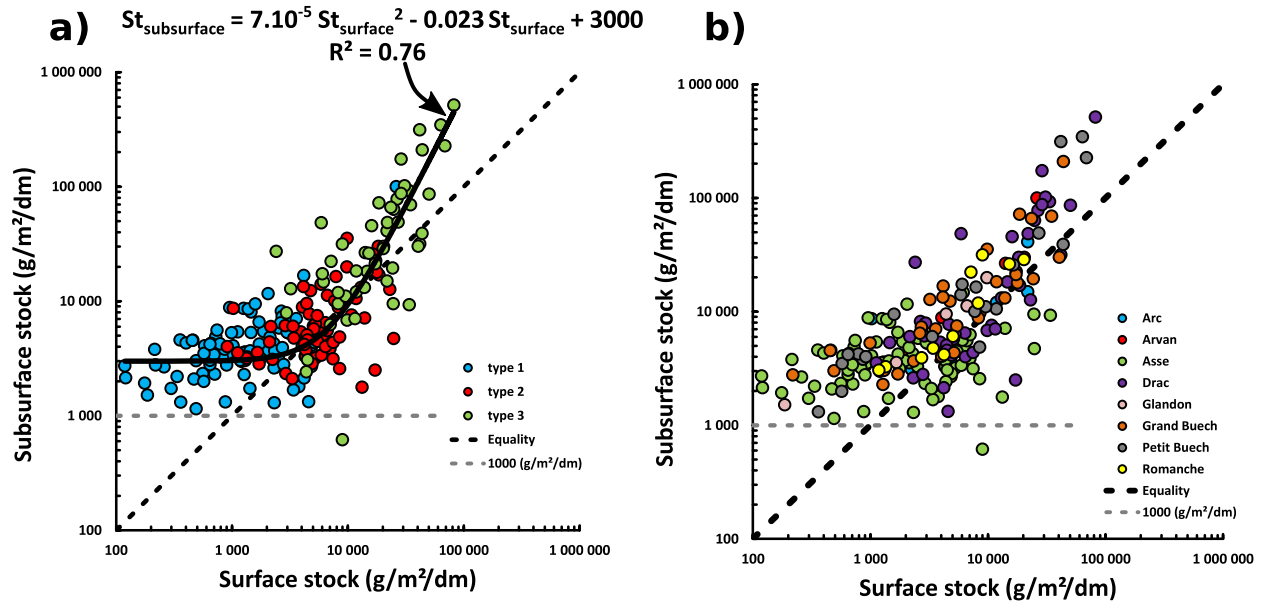 a)
St_subsurface = 7.10⁻⁵ St_surface² - 0.023 St_surface + 3000
R² = 0.76
1 000 000
100 000
10 000
1 000
100
100
1 000
10 000
100 000
1 000 000
Subsurface stock (g/m²/dm)
Surface stock (g/m²/dm)
type 1
type 2
type 3
Equality
1000 (g/m²/dm)
b)
1 000 000
100 000
10 000
1 000
100
100
1 000
10 000
100 000
1 000 000
Subsurface stock (g/m²/dm)
Surface stock (g/m²/dm)
Arc
Arvan
Asse
Drac
Glandon
Grand Buech
Petit Buech
Romanche
Equality
1000 (g/m²/dm)